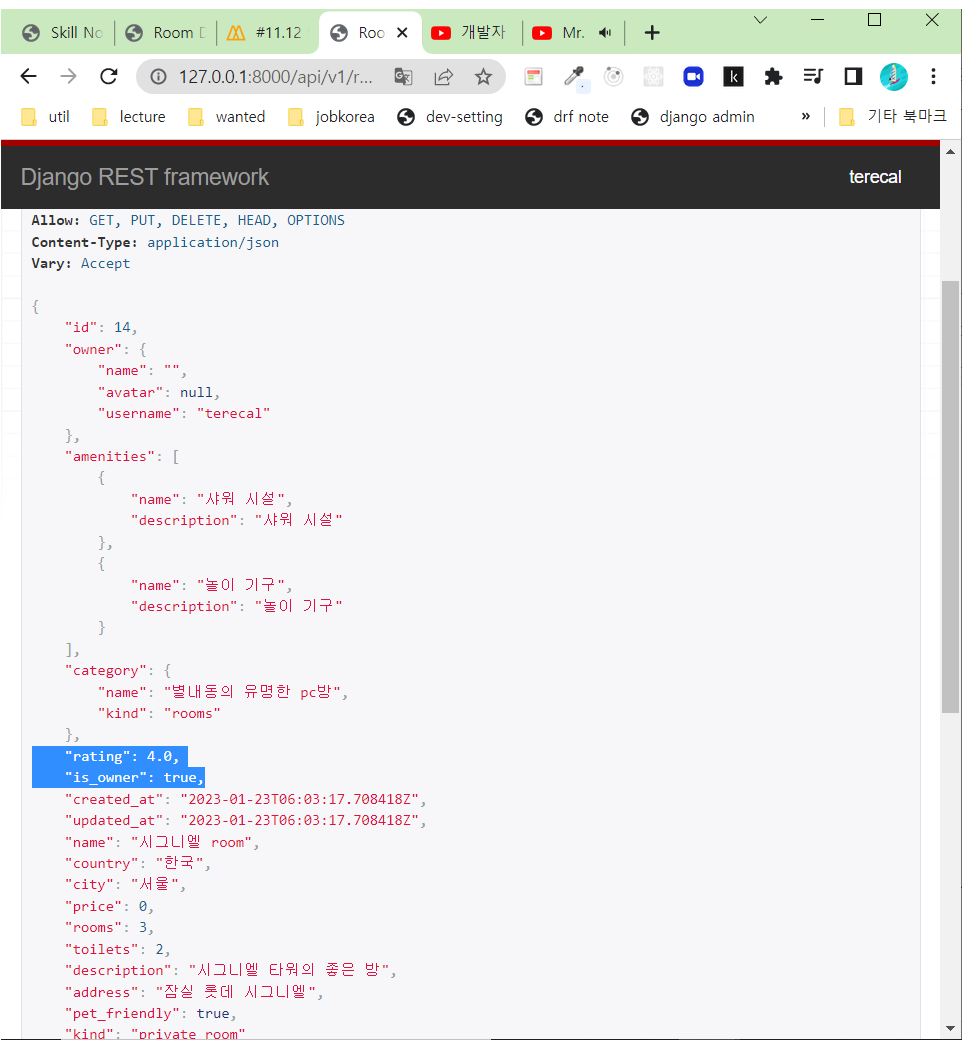 Skill No
Room D
#11.12
Roo
개발자
Mr.
127.0.0.1:8000/api/v1/r...
util
lecture
wanted
jobkorea
dev-setting
drf note
django admin
»
기타 북마크
Django REST framework
terecal
Allow: GET, PUT, DELETE, HEAD, OPTIONS
Content-Type: application/json
Vary: Accept
{
"id": 14,
"owner": {
"name": "",
"avatar": null,
"username": "terecal"
},
"amenities": [
{
"name": "샤워 시설",
"description": "샤워 시설"
},
{
"name": "놀이 기구",
"description": "놀이 기구"
}
],
"category": {
"name": "별내동의 유명한 pc방",
"kind": "rooms"
},
"rating": 4.0,
"is_owner": true,
"created_at": "2023-01-23T06:03:17.708418Z",
"updated_at": "2023-01-23T06:03:17.708418Z",
"name": "시그니엘 room",
"country": "한국",
"city": "서울",
"price": 0,
"rooms": 3,
"toilets": 2,
"description": "시그니엘 타워의 좋은 방",
"address": "잠실 롯데 시그니엘",
"pet_friendly": true,
"kind": "private room"